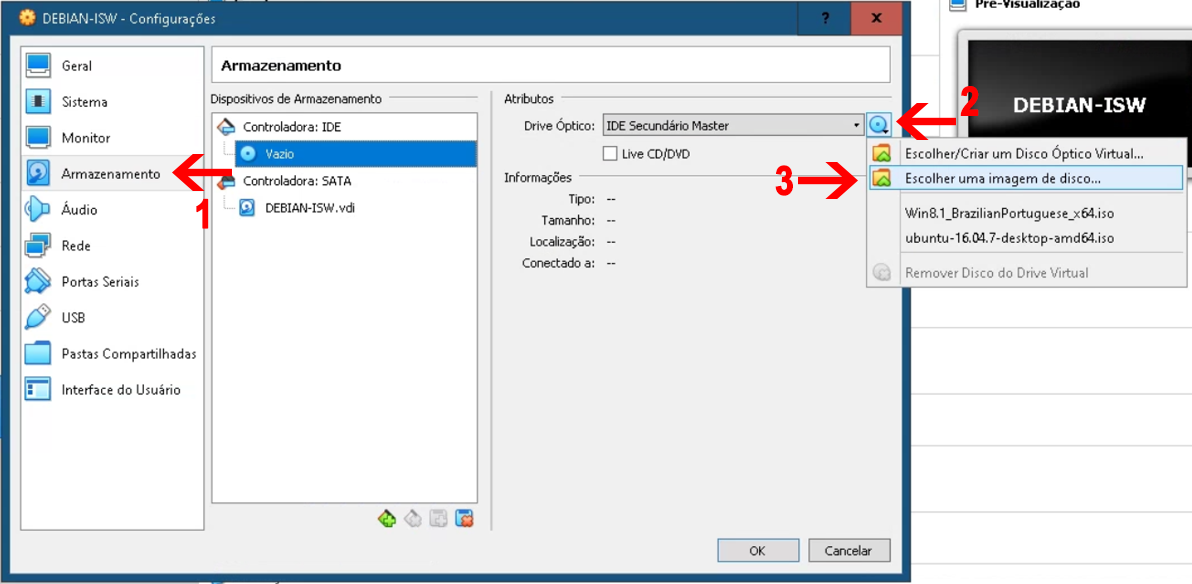 DEBIAN-ISW - Configurações
?
x
Pré-Visualização
DEBIAN-ISW
Geral
Sistema
Monitor
Armazenamento
Áudio
Rede
Portas Seriais
USB
Pastas Compartilhadas
Interface do Usuário
1
Armazenamento
Dispositivos de Armazenamento
Controladora: IDE
Vazio
Controladora: SATA
DEBIAN-ISW.vdi
Atributos
Drive Óptico: IDE Secundário Master
Live CD/DVD
Informações
Tipo: --
Tamanho: --
Localização: --
Conectado a: --
2
3
Escolher/Criar um Disco Óptico Virtual...
Escolher uma imagem de disco...
Win8.1_BrazilianPortuguese_x64.iso
ubuntu-16.04.7-desktop-amd64.iso
Remover Disco do Drive Virtual
OK
Cancelar